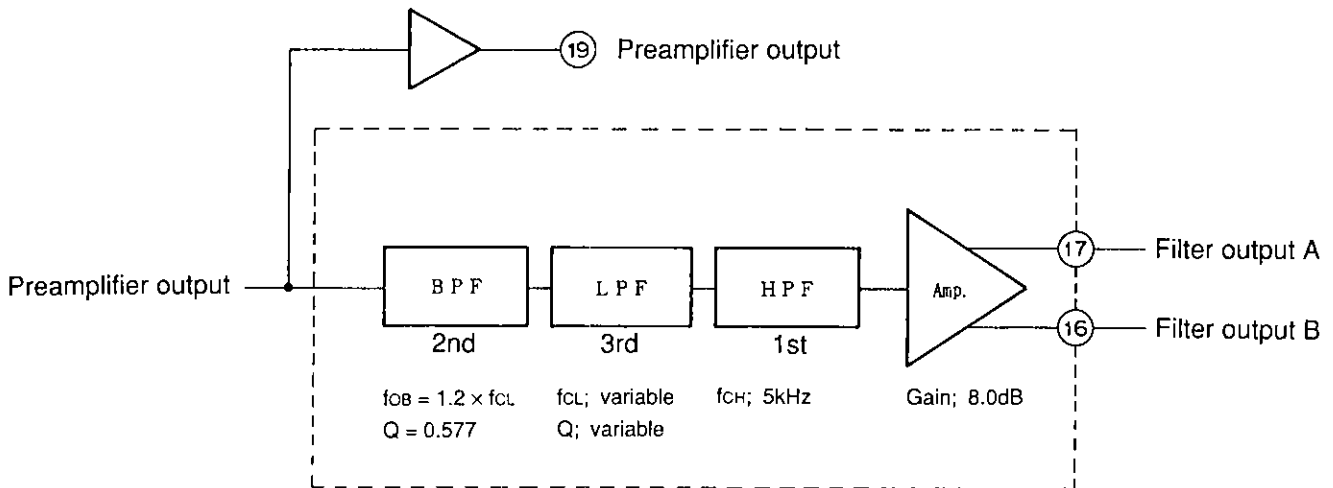 19 Preamplifier output
Preamplifier output
BPF
LPF
HPF
Amp.
17 Filter output A
16 Filter output B
2nd
3rd
1st
fOB = 1.2 × fCL
fCL; variable
fCH; 5kHz
Gain; 8.0dB
Q = 0.577
Q; variable